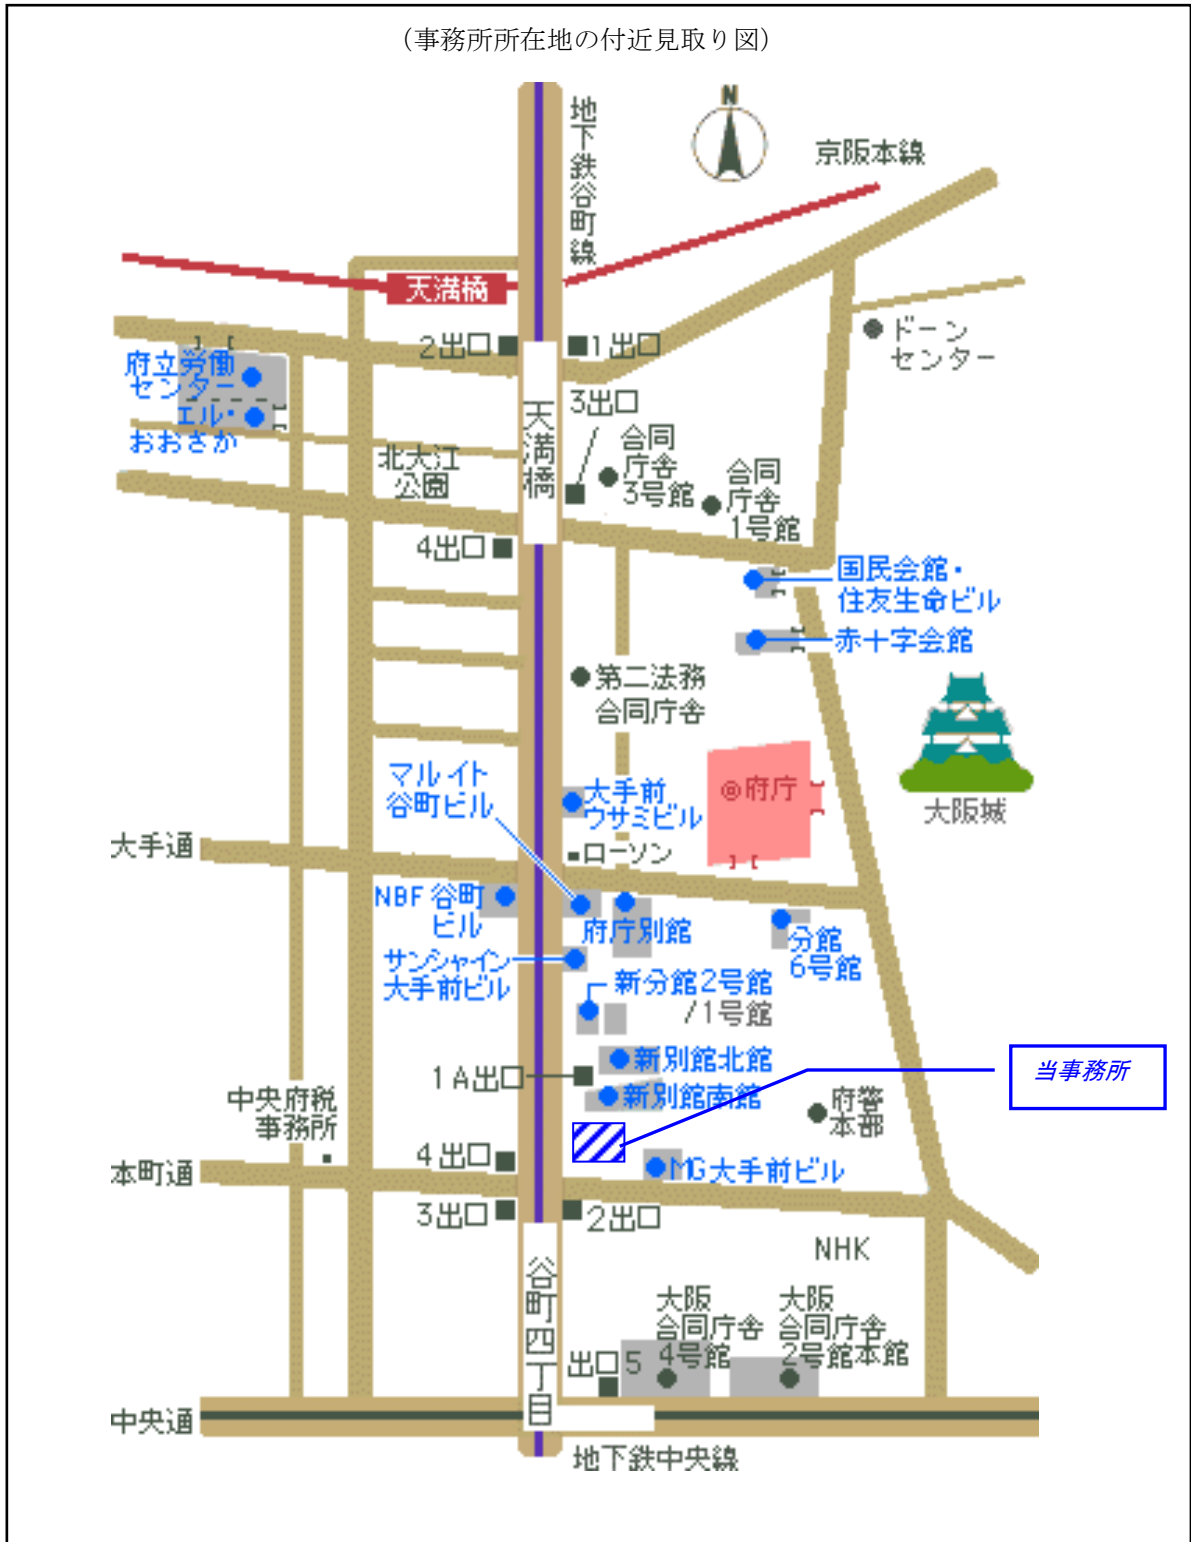 （事務所所在地の付近見取り図）
N
地下鉄谷町線
京阪本線
天満橋
2出口
1出口
ドーン
センター
府立労働
センター
エル・
おおさか
3出口
天満橋
合同
庁舎
3号館
合同
庁舎
1号館
北大江
公園
4出口
国民会館・
住友生命ビル
赤十字会館
第二法務
合同庁舎
マルイト
谷町ビル
大手前
ウサミビル
府庁
大阪城
大手通
ローソン
NBF谷町
ビル
府庁別館
分館
6号館
サンシャイン
大手前ビル
新分館2号館
/1号館
新別館北館
1A出口
新別館南館
当事務所
中央府税
事務所
府警
本部
4出口
本町通
MG大手前ビル
3出口
2出口
NHK
谷町四丁目
大阪
合同庁舎
4号館
大阪
合同庁舎
2号館本館
出口5
中央通
地下鉄中央線